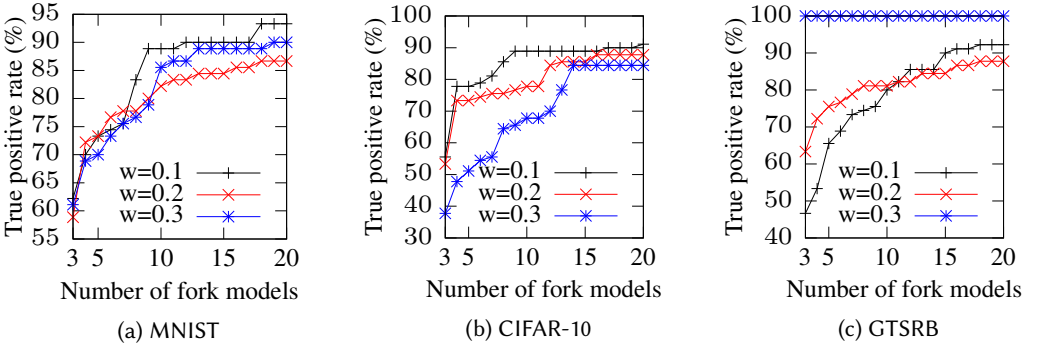 True positive rate (%)
95
90
85
80
75
70
65
60
55
w=0.1
w=0.2
w=0.3
3 5 10 15 20
Number of fork models
(a) MNIST
True positive rate (%)
100
90
80
70
60
50
40
30
w=0.1
w=0.2
w=0.3
3 5 10 15 20
Number of fork models
(b) CIFAR-10
True positive rate (%)
100
90
80
70
60
50
40
w=0.1
w=0.2
w=0.3
3 5 10 15 20
Number of fork models
(c) GTSRB